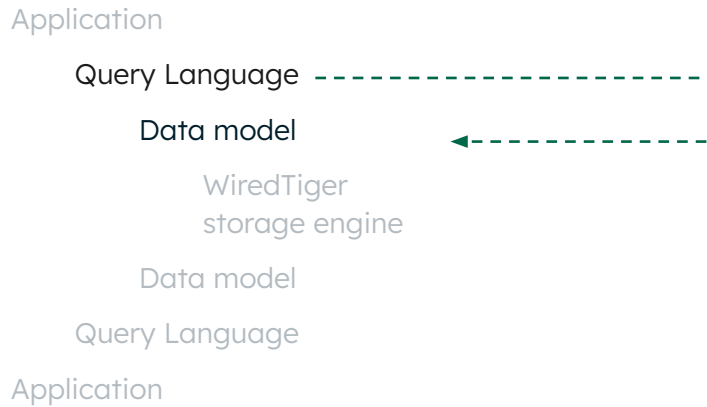 Application
Query Language
Data model
WiredTiger
storage engine
Data model
Query Language
Application